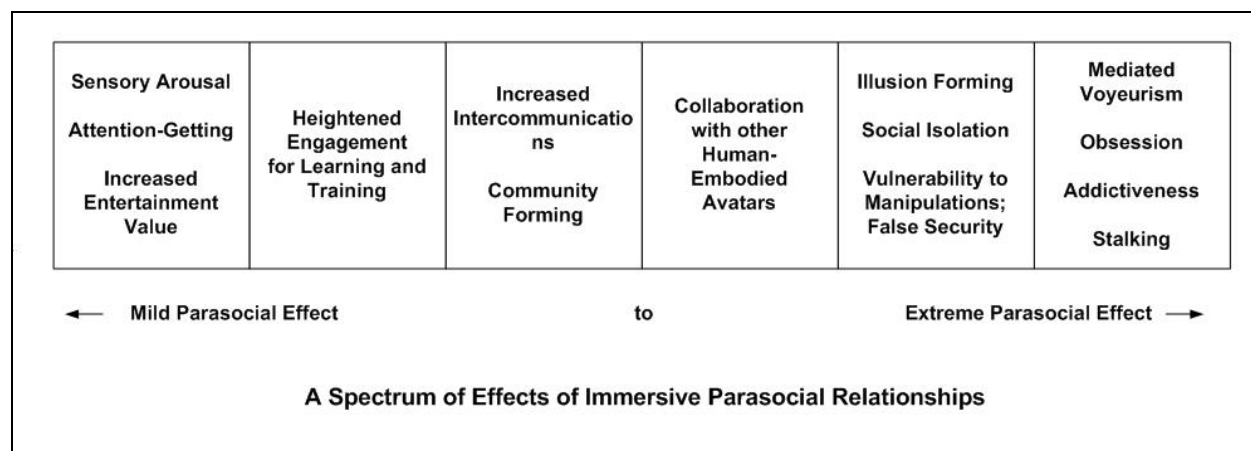 Sensory Arousal
Attention-Getting
Increased
Entertainment
Value
Heightened
Engagement
for Learning and
Training
Increased
Intercommunicatio
ns
Community
Forming
Collaboration
with other
Human-
Embodied
Avatars
Illusion Forming
Social Isolation
Vulnerability to
Manipulations;
False Security
Mediated
Voyeurism
Obsession
Addictiveness
Stalking
Mild Parasocial Effect to Extreme Parasocial Effect
A Spectrum of Effects of Immersive Parasocial Relationships